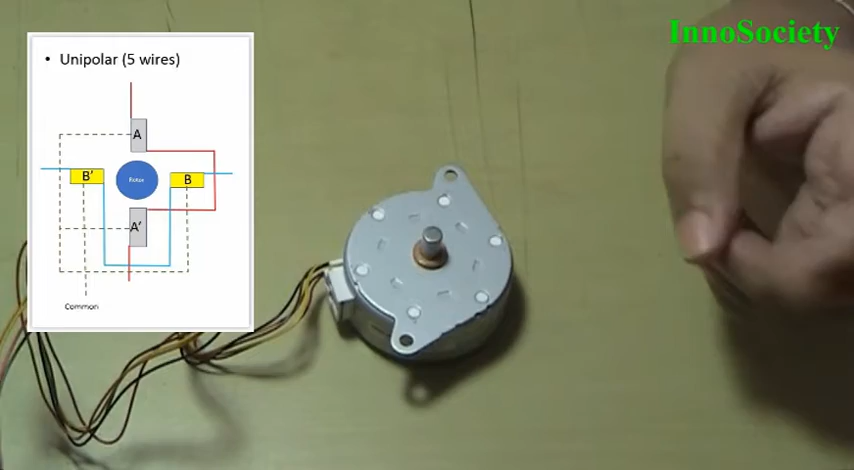 InnoSociety
• Unipolar (5 wires)
A
B'
Rotor
B
A'
Common